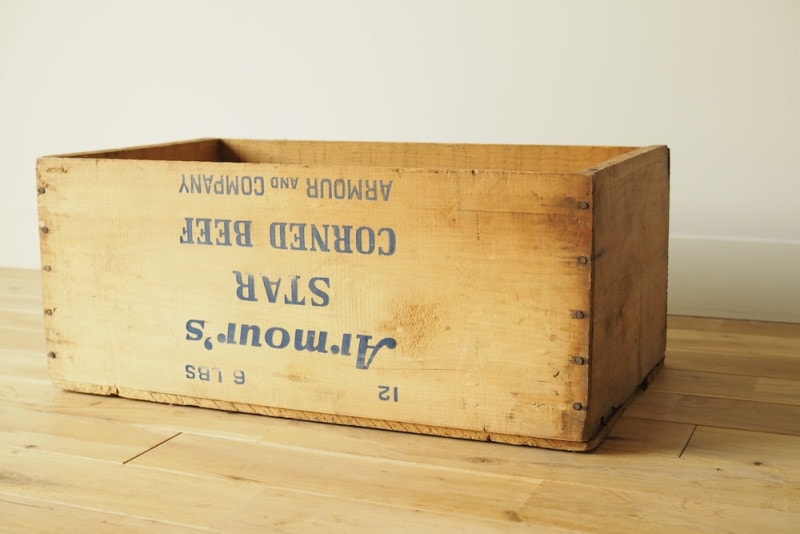 12 6 LBS
Armour's
STAR
CORNED BEEF
ARMOUR AND COMPANY